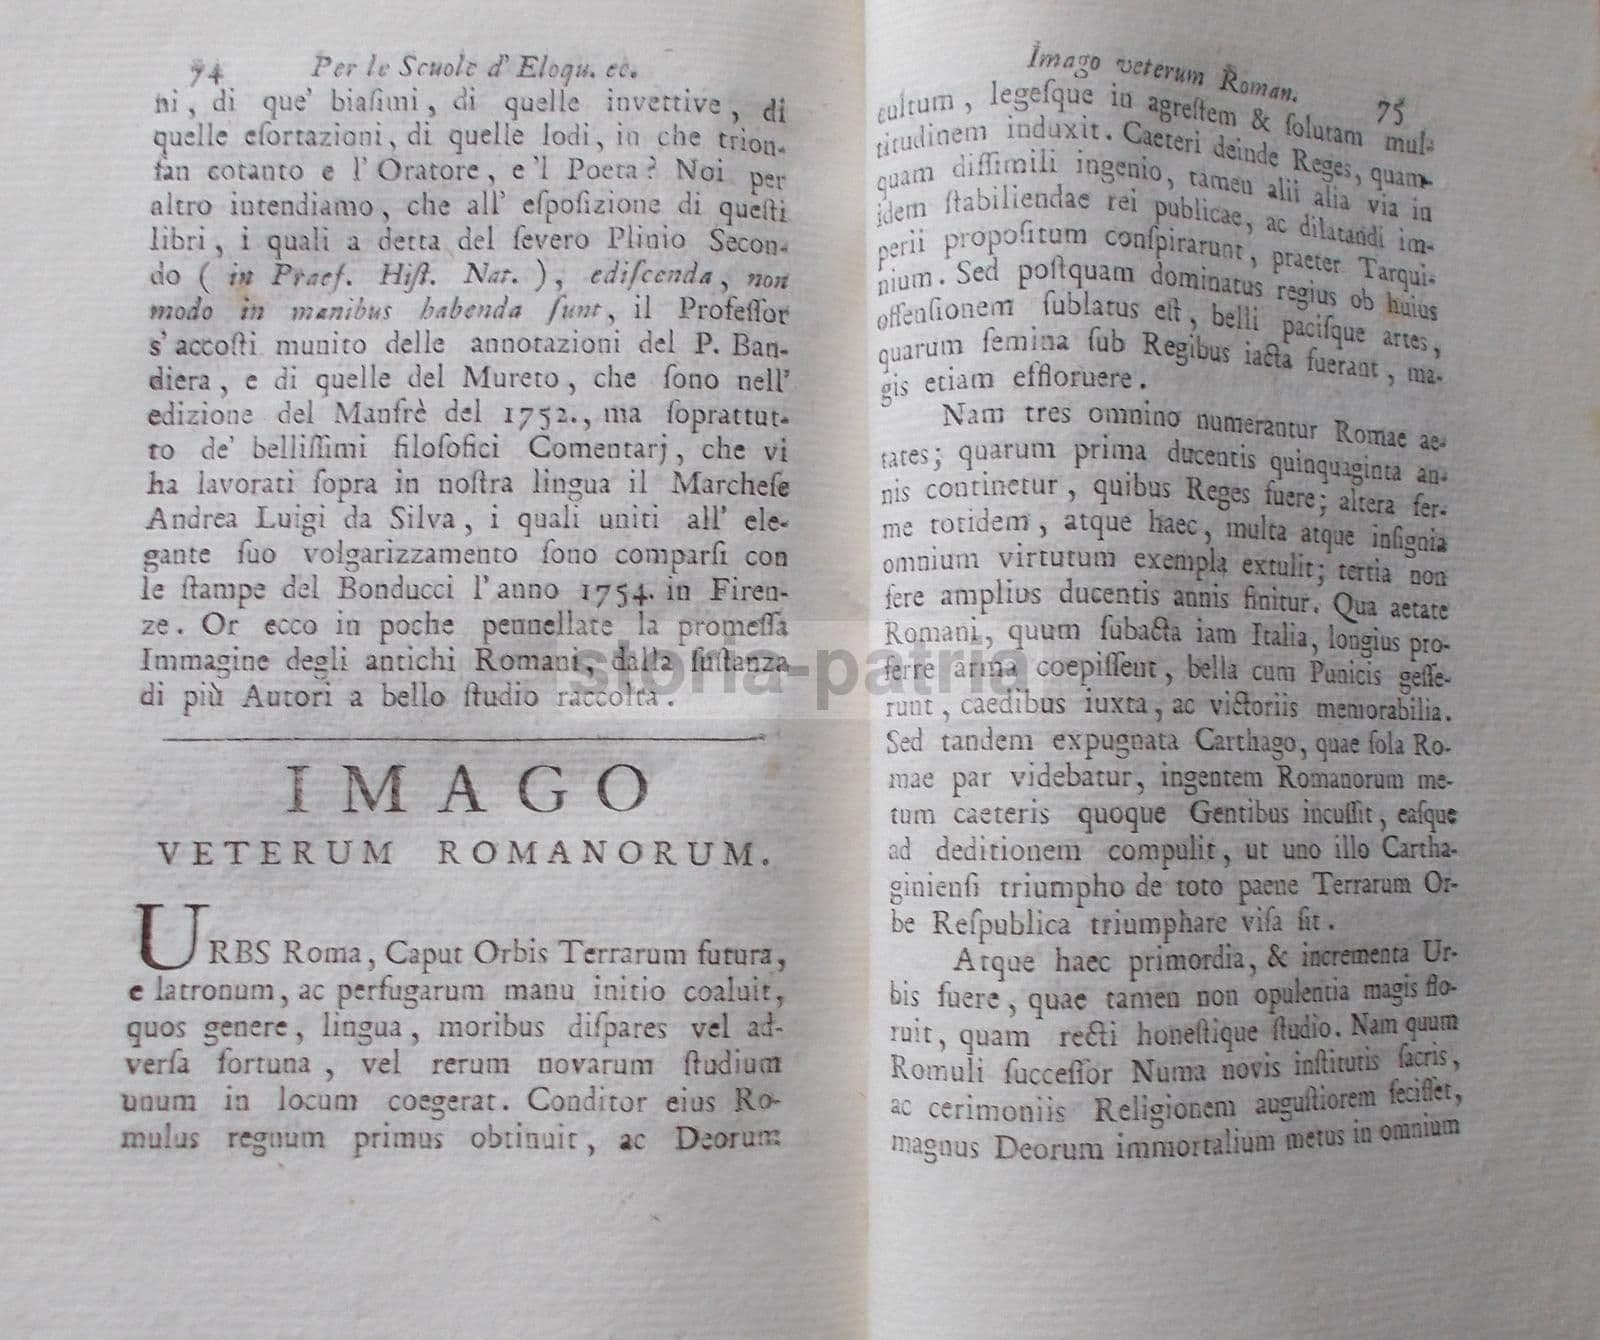 74 Per le Scuole d' Eloqu. ec.
ni, di que' biaſimi, di quelle invettive, di
quelle eſortazioni, di quelle lodi, in che trion-
fan cotanto e l' Oratore, e 'l Poeta? Noi per
altro intendiamo, che all' eſpoſizione di queſti
libri, i quali a detta del ſevero Plinio Secon-
do ( in Praef. Hiſt. Nat. ), ediſcenda, non
modo in manibus habenda ſunt, il Profeſſor
s' accoſti munito delle annotazioni del P. Ban-
diera, e di quelle del Mureto, che ſono nell'
edizione del Manfrè del 1752., ma ſoprattut-
to de' belliſſimi filoſofici Comentarj, che vi
ha lavorati ſopra in noſtra lingua il Marcheſe
Andrea Luigi da Silva, i quali uniti all' ele-
gante ſuo volgarizzamento ſono comparſi con
le ſtampe del Bonducci l' anno 1754. in Firen-
ze. Or ecco in poche pennellate la promeſſa
Immagine degli antichi Romani, dalla ſuſtanza
di più Autori a bello ſtudio raccolta.
IMAGO
VETERUM ROMANORUM.
URBS Roma, Caput Orbis Terrarum futura,
e latronum, ac perfugarum manu initio coaluit,
quos genere, lingua, moribus diſpares vel ad-
verſa fortuna, vel rerum novarum ſtudium
unum in locum coegerat. Conditor eius Ro-
mulus regnum primus obtinuit, ac Deorum
Imago veterum Roman. 75
cultum, legeſque in agreſtem & ſolutam mul-
titudinem induxit. Caeteri deinde Reges, quam-
quam diſſimili ingenio, tamen alii alia via in
idem ſtabiliendae rei publicae, ac dilatandi im-
perii propoſitum conſpirarunt, praeter Tarqui-
nium. Sed poſtquam dominatus regius ob huius
offenſionem ſublatus eſt, belli paciſque artes,
quarum ſemina ſub Regibus iacta fuerant, ma-
gis etiam effloruere.
Nam tres omnino numerantur Romae ae-
tates; quarum prima ducentis quinquaginta an-
nis continetur, quibus Reges fuere; altera fer-
me totidem, atque haec, multa atque inſignia
omnium virtutum exempla extulit; tertia non
fere amplius ducentis annis finitur. Qua aetate
Romani, quum ſubacta iam Italia, longius pro-
ferre arma coepiſſent, bella cum Punicis geſſe-
runt, caedibus iuxta, ac victoriis memorabilia.
Sed tandem expugnata Carthago, quae ſola Ro-
mae par videbatur, ingentem Romanorum me-
tum caeteris quoque Gentibus incuſſit, eaſque
ad deditionem compulit, ut uno illo Cartha-
ginienſi triumpho de toto paene Terrarum Or-
be Reſpublica triumphare viſa ſit.
Atque haec primordia, & incrementa Ur-
bis fuere, quae tamen non opulentia magis flo-
ruit, quam recti honeſtique ſtudio. Nam quum
Romuli ſucceſſor Numa novis inſtitutis ſacris,
ac cerimoniis Religionem auguſtiorem feciſſet,
magnus Deorum immortalium metus in omnium
istoria-patria